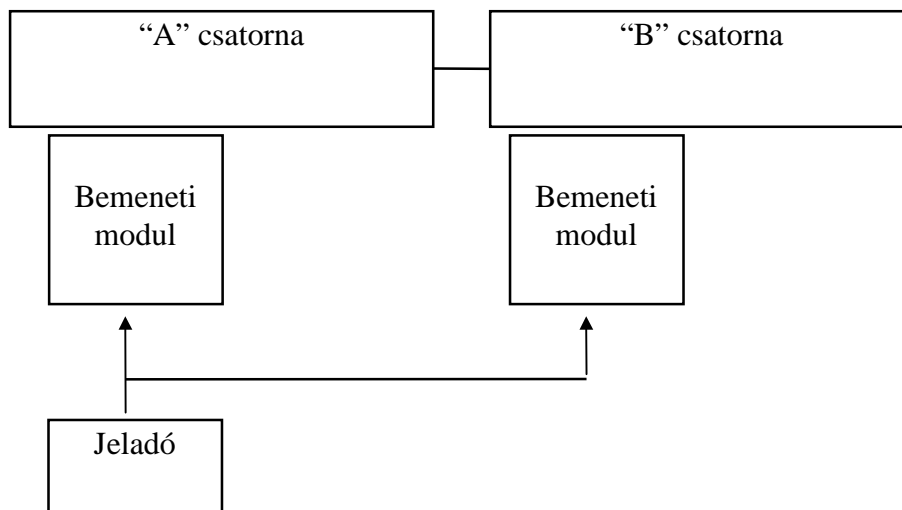 “A” csatorna
“B” csatorna
Bemeneti
modul
Bemeneti
modul
Jeladó